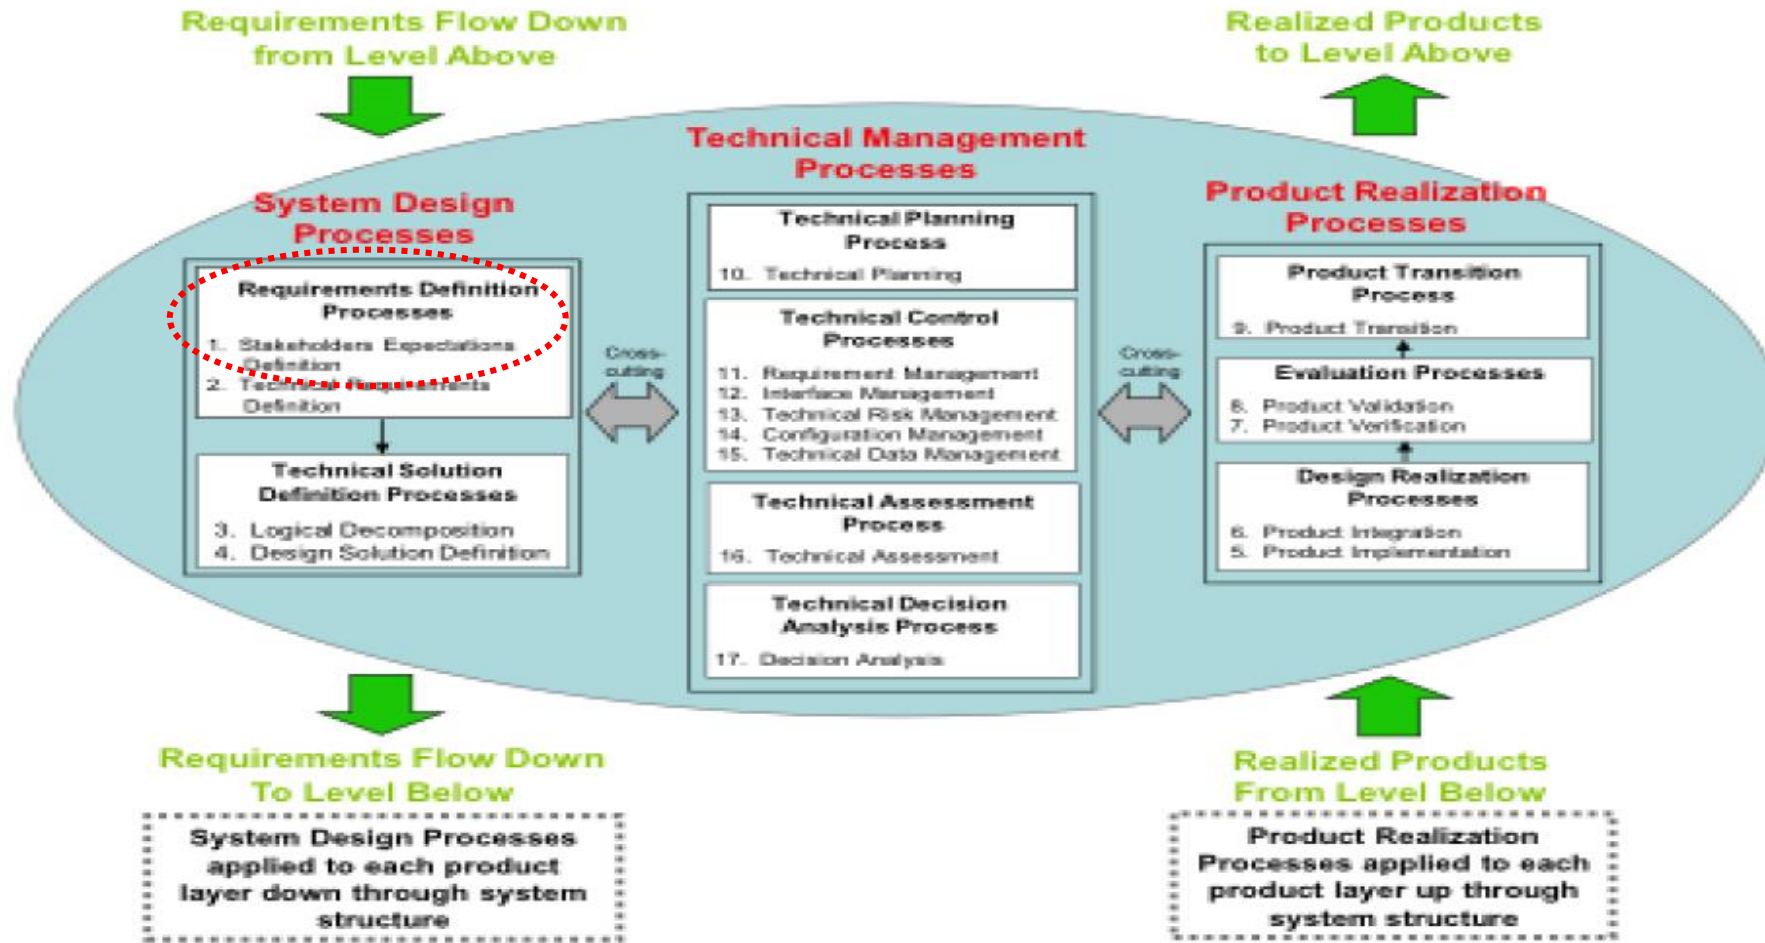 Requirements Flow Down
from Level Above
Realized Products
to Level Above
Technical Management
Processes
System Design
Processes
Product Realization
Processes
Requirements Definition
Processes
1. Stakeholders Expectations
Definition
2. Technical Requirements
Definition
Technical Solution
Definition Processes
3. Logical Decomposition
4. Design Solution Definition
Cross-
cutting
Technical Planning
Process
10. Technical Planning
Technical Control
Processes
11. Requirement Management
12. Interface Management
13. Technical Risk Management
14. Configuration Management
15. Technical Data Management
Technical Assessment
Process
16. Technical Assessment
Technical Decision
Analysis Process
17. Decision Analysis
Cross-
cutting
Product Transition
Process
9. Product Transition
Evaluation Processes
8. Product Validation
7. Product Verification
Design Realization
Processes
6. Product Integration
5. Product Implementation
Requirements Flow Down
To Level Below
System Design Processes
applied to each product
layer down through system
structure
Realized Products
From Level Below
Product Realization
Processes applied to each
product layer up through
system structure